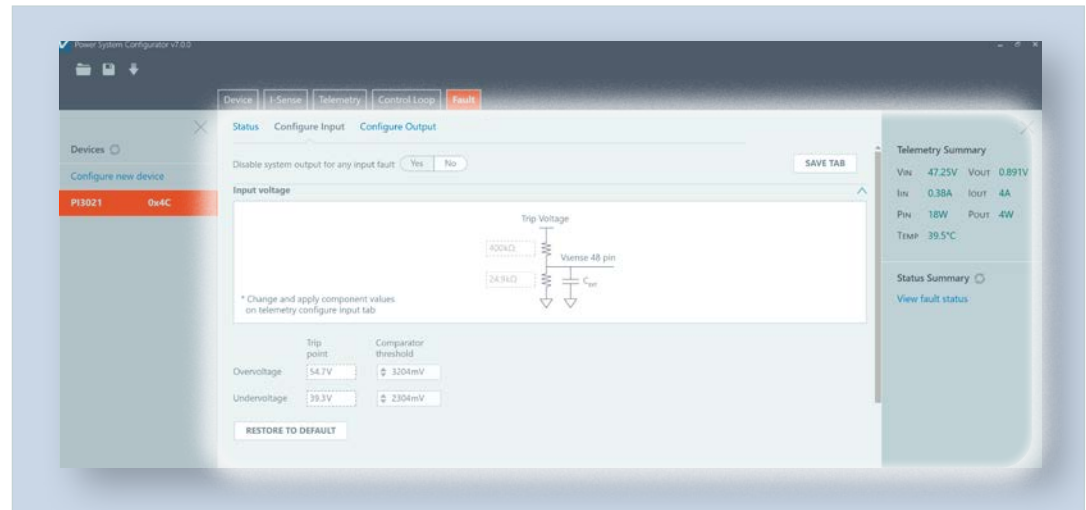 Power System Configurator v7.0.0
Device I-Sense Telemetry Control Loop Fault
Devices
Configure new device
PI3021 0x4C
Status Configure Input Configure Output
Disable system output for any input fault Yes No
SAVE TAB
Input voltage
Trip Voltage
400kΩ
Vsense 48 pin
24.9kΩ
Cext
* Change and apply component values
on telemetry configure input tab
Trip point Comparator threshold
Overvoltage 54.7V 3204mV
Undervoltage 39.3V 2304mV
RESTORE TO DEFAULT
Telemetry Summary
VIN 47.25V VOUT 0.891V
IIN 0.38A IOUT 4A
PIN 18W POUT 4W
TEMP 39.5°C
Status Summary
View fault status